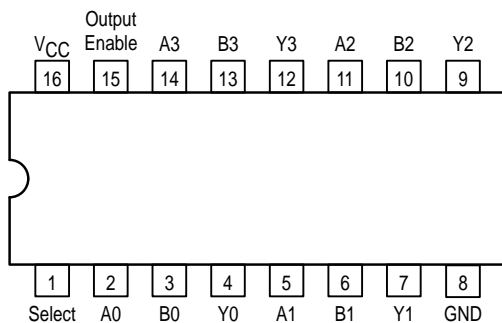 Output
VCC Enable A3 B3 Y3 A2 B2 Y2
16 15 14 13 12 11 10 9
1 2 3 4 5 6 7 8
Select A0 B0 Y0 A1 B1 Y1 GND